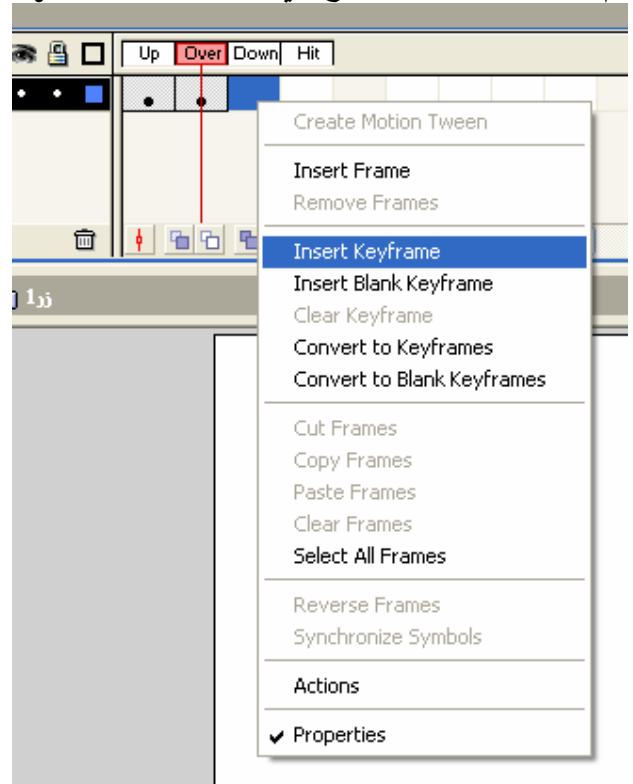 Up Over Down Hit
Create Motion Tween
Insert Frame
Remove Frames
Insert Keyframe
Insert Blank Keyframe
Clear Keyframe
Convert to Keyframes
Convert to Blank Keyframes
زر1
Cut Frames
Copy Frames
Paste Frames
Clear Frames
Select All Frames
Reverse Frames
Synchronize Symbols
Actions
Properties